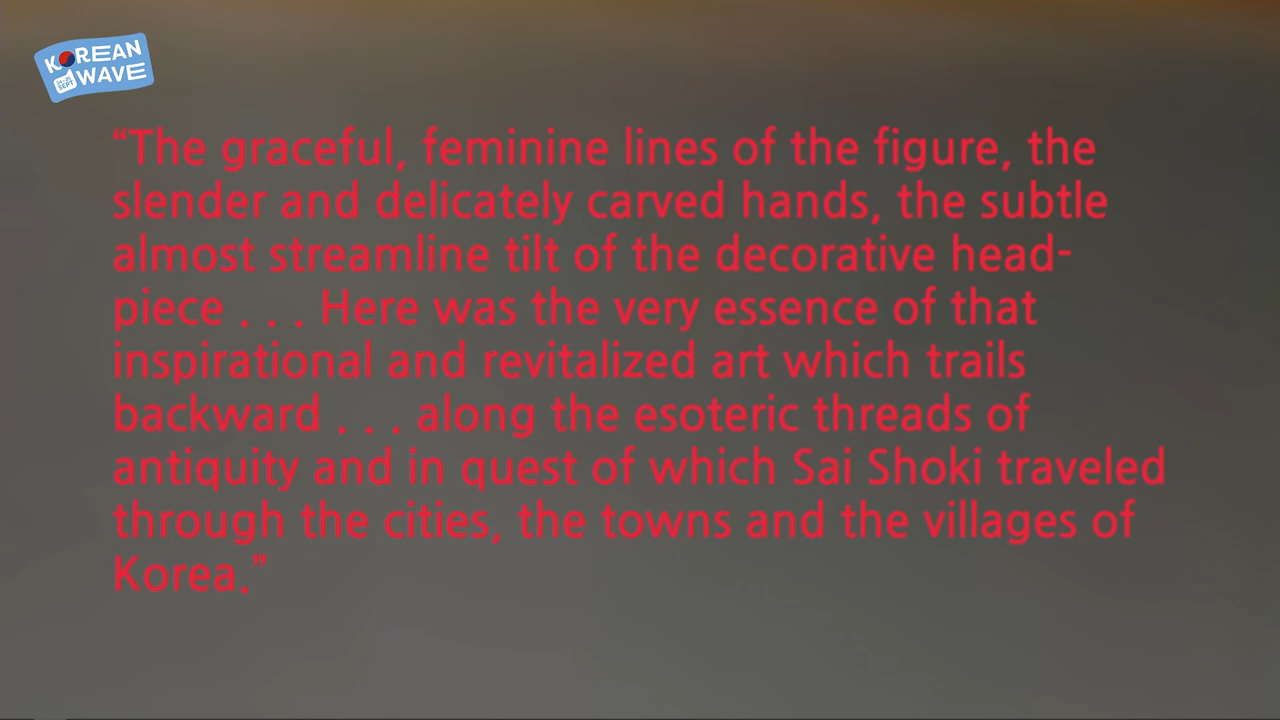 KOREAN
WAVE
24-25
SEPT
“The graceful, feminine lines of the figure, the
slender and delicately carved hands, the subtle
almost streamline tilt of the decorative head-
piece . . . Here was the very essence of that
inspirational and revitalized art which trails
backward . . . along the esoteric threads of
antiquity and in quest of which Sai Shoki traveled
through the cities, the towns and the villages of
Korea.”